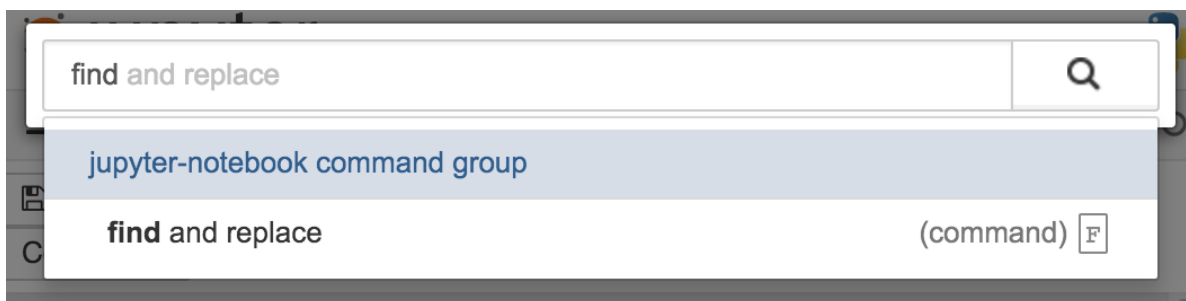 find and replace
jupyter-notebook command group
find and replace (command) F
C